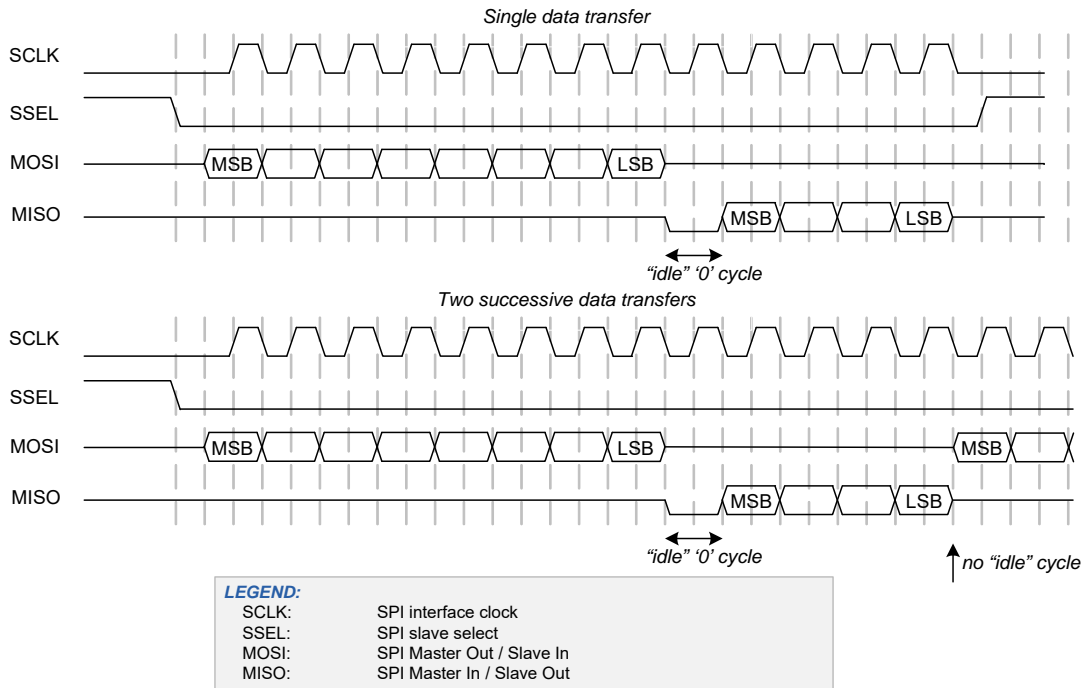 Single data transfer
SCLK
SSEL
MOSI
MSB LSB
MISO
MSB LSB
“idle” ‘0’ cycle
Two successive data transfers
SCLK
SSEL
MOSI
MSB LSB MSB
MISO
MSB LSB
“idle” ‘0’ cycle
no “idle” cycle
LEGEND:
SCLK: SPI interface clock
SSEL: SPI slave select
MOSI: SPI Master Out / Slave In
MISO: SPI Master In / Slave Out